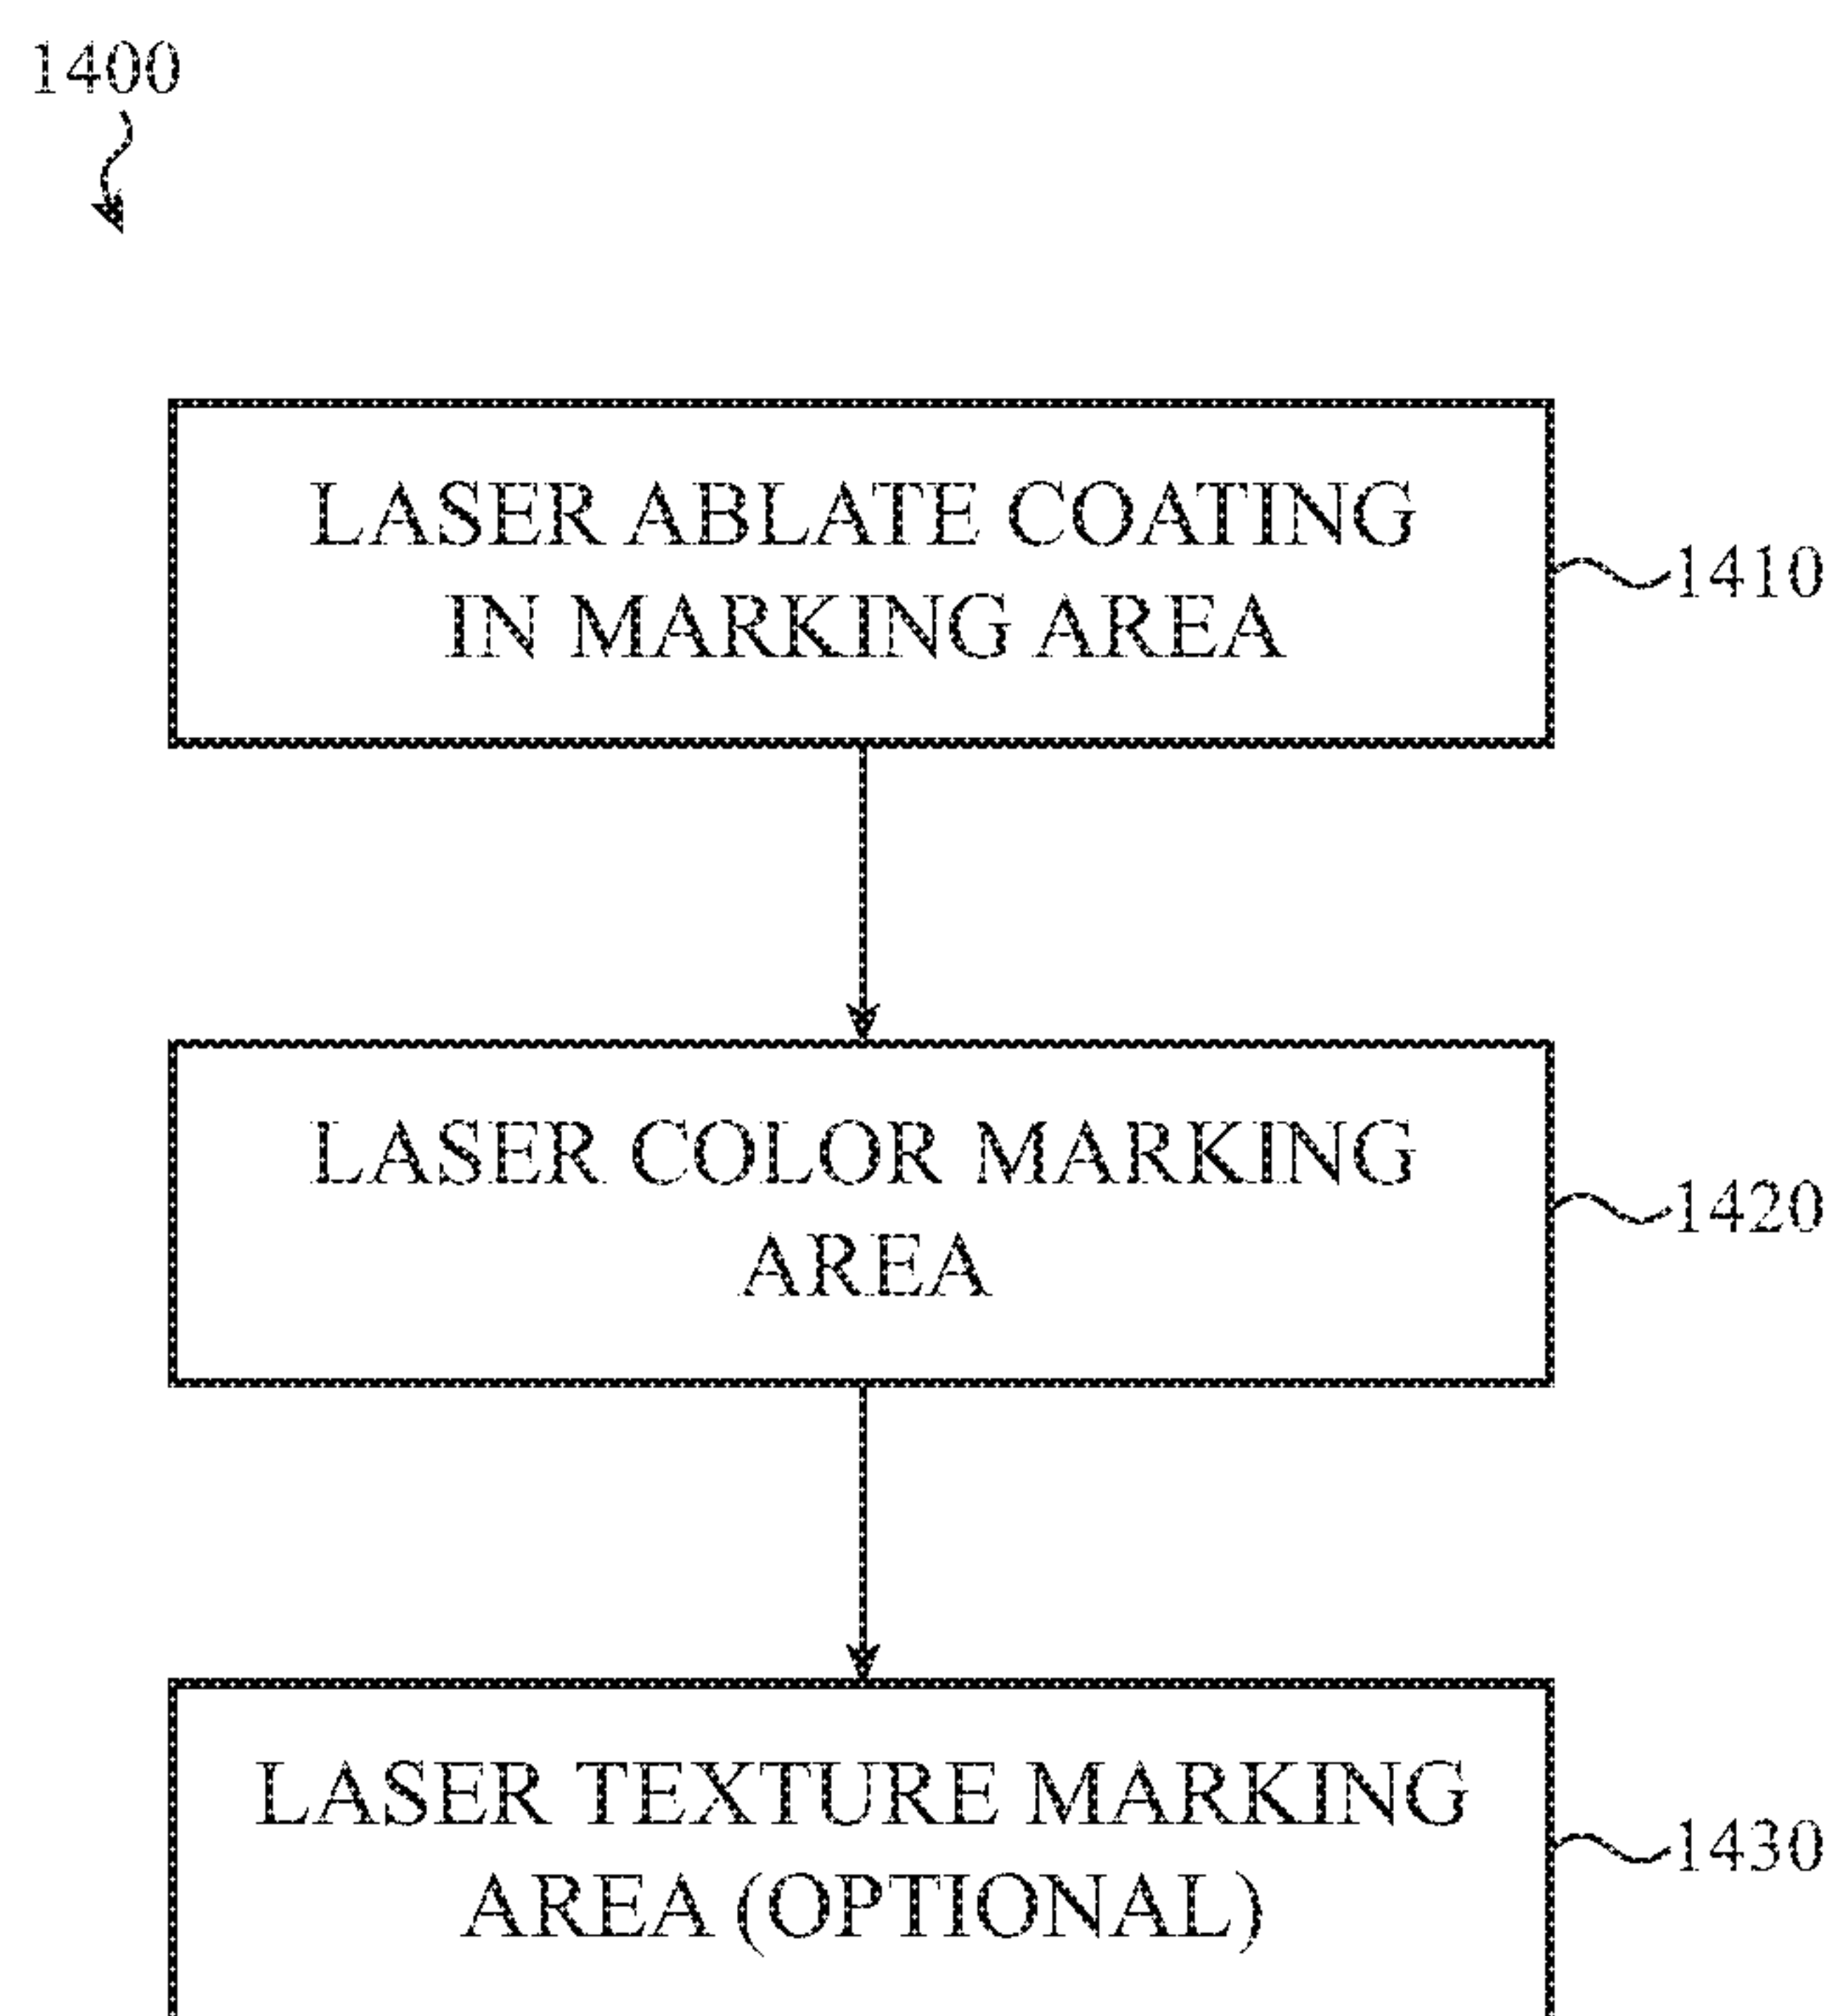 1400
LASER ABLATE COATING
IN MARKING AREA
1410
LASER COLOR MARKING
AREA
1420
LASER TEXTURE MARKING
AREA (OPTIONAL)
1430